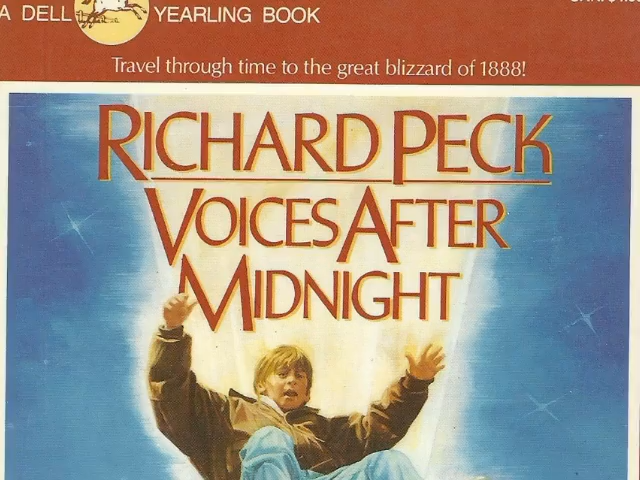 A DELL YEARLING BOOK
Travel through time to the great blizzard of 1888!
RICHARD PECK
VOICES AFTER
MIDNIGHT